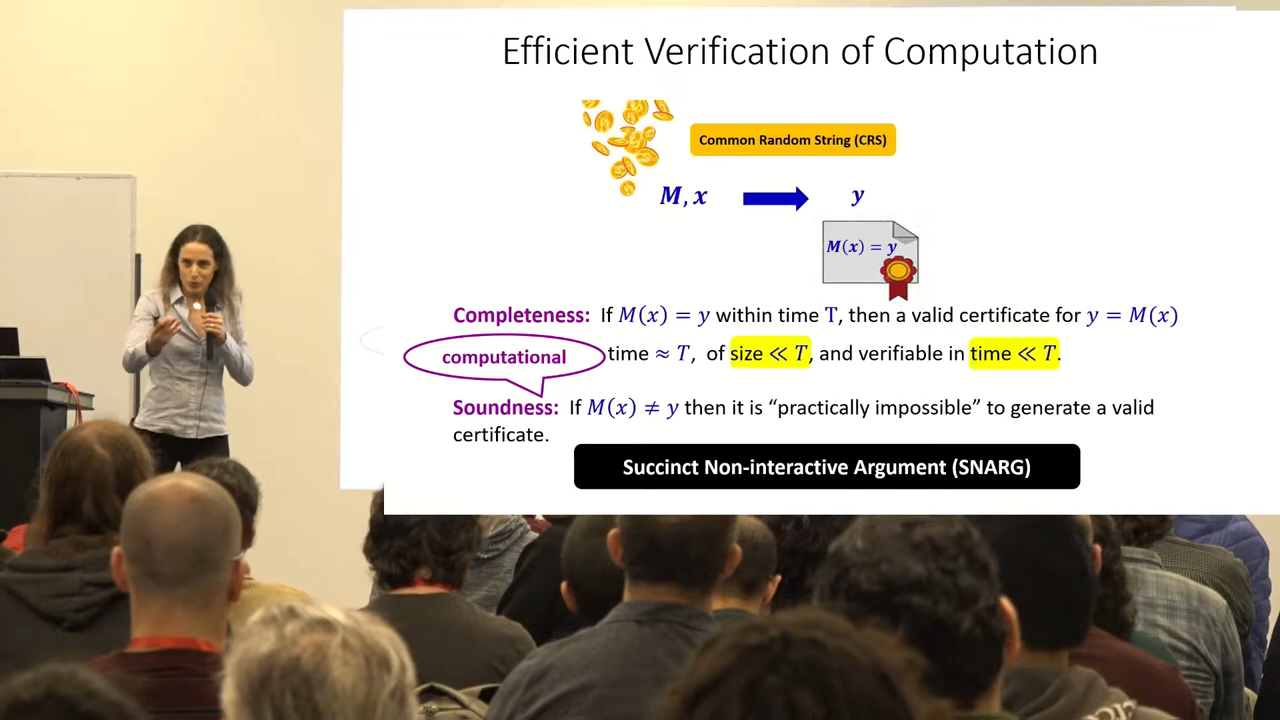 Efficient Verification of Computation
Common Random String (CRS)
M, x y
M(x) = y
Completeness: If M(x) = y within time T, then a valid certificate for y = M(x)
computational time ≈ T, of size ≪ T, and verifiable in time ≪ T.
Soundness: If M(x) ≠ y then it is “practically impossible” to generate a valid
certificate.
Succinct Non-interactive Argument (SNARG)